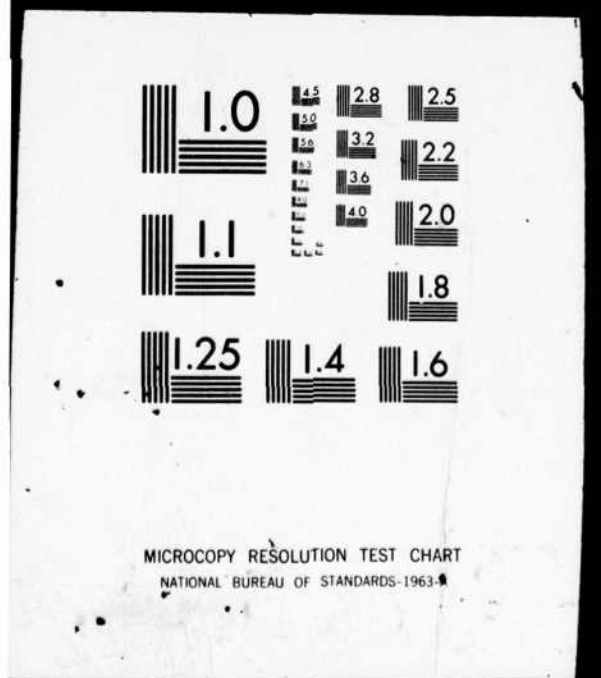 1.0
4.5 2.8 2.5
5.0
5.6 3.2 2.2
6.3 3.6
4.0 2.0
1.1
1.8
1.25 1.4 1.6
MICROCOPY RESOLUTION TEST CHART
NATIONAL BUREAU OF STANDARDS-1963-A